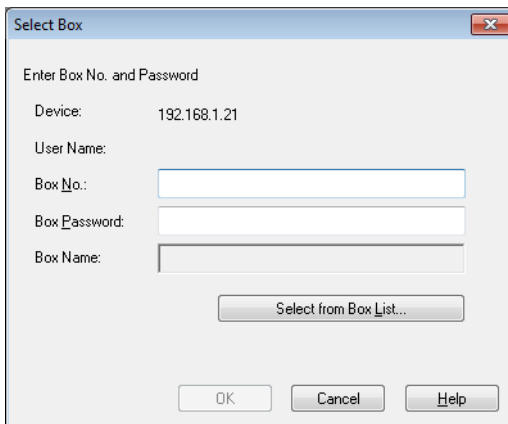 Select Box
Enter Box No. and Password
Device: 192.168.1.21
User Name:
Box No.:
Box Password:
Box Name:
Select from Box List...
OK Cancel Help